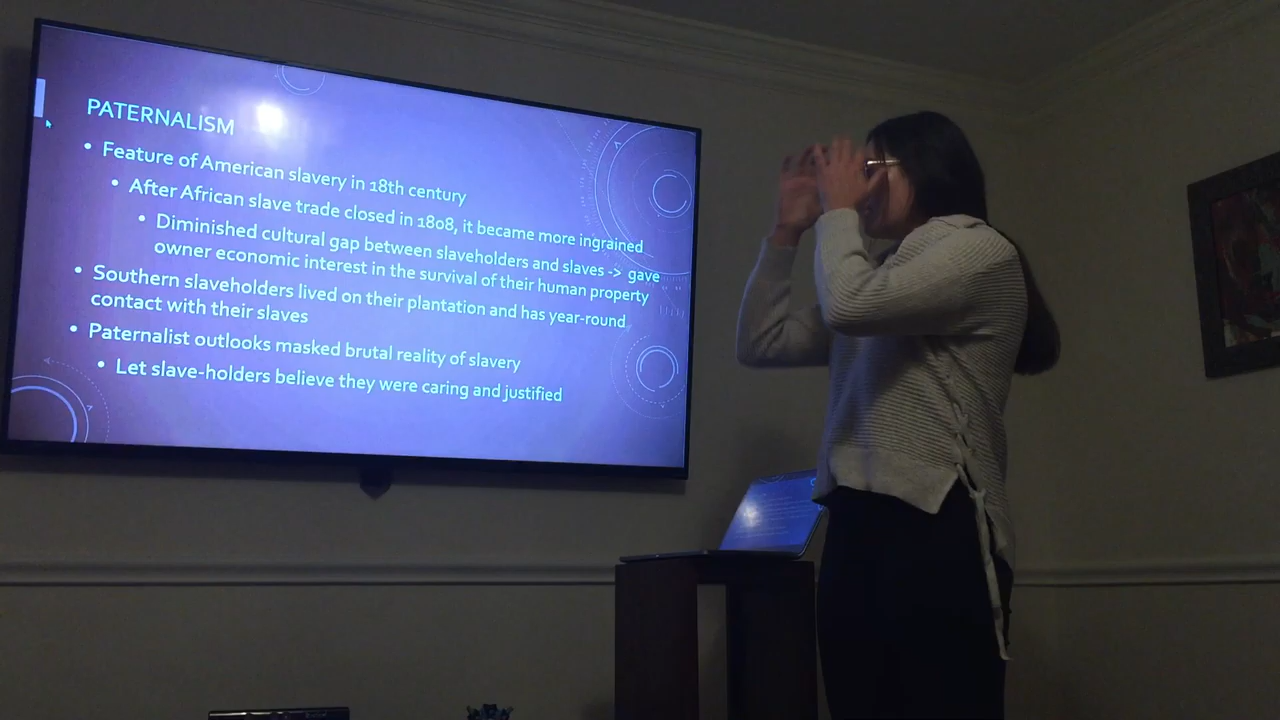 PATERNALISM
• Feature of American slavery in 18th century
• After African slave trade closed in 1808, it became more ingrained
• Diminished cultural gap between slaveholders and slaves -> gave
owner economic interest in the survival of their human property
• Southern slaveholders lived on their plantation and has year-round
contact with their slaves
• Paternalist outlooks masked brutal reality of slavery
• Let slave-holders believe they were caring and justified